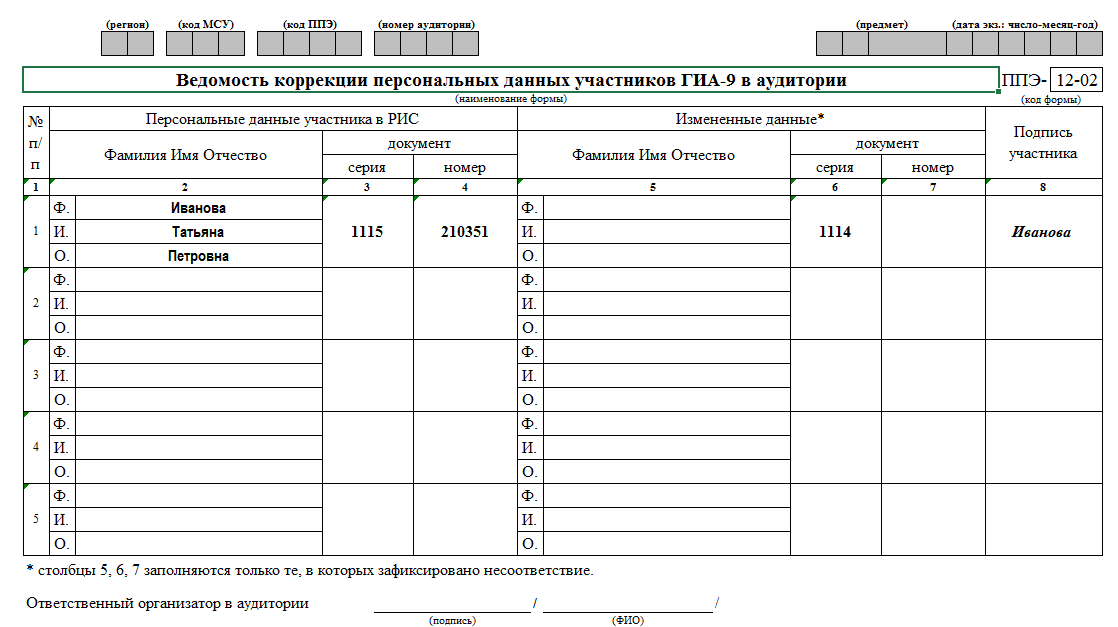 (регион) (код МСУ) (код ППЭ) (номер аудитории) (предмет) (дата экз.: число-месяц-год)
Ведомость коррекции персональных данных участников ГИА-9 в аудитории ППЭ- 12-02
(наименование формы) (код формы)
№ п/п Персональные данные участника в РИС Измененные данные* Подпись участника
Фамилия Имя Отчество документ Фамилия Имя Отчество документ
серия номер серия номер
1 2 3 4 5 6 7 8
Ф. Иванова Ф.
1 И. Татьяна 1115 210351 И. 1114 Иванова
О. Петровна О.
Ф. Ф.
2 И. И.
О. О.
Ф. Ф.
3 И. И.
О. О.
Ф. Ф.
4 И. И.
О. О.
Ф. Ф.
5 И. И.
О. О.
* столбцы 5, 6, 7 заполняются только те, в которых зафиксировано несоответствие.
Ответственный организатор в аудитории / /
(подпись) (ФИО)